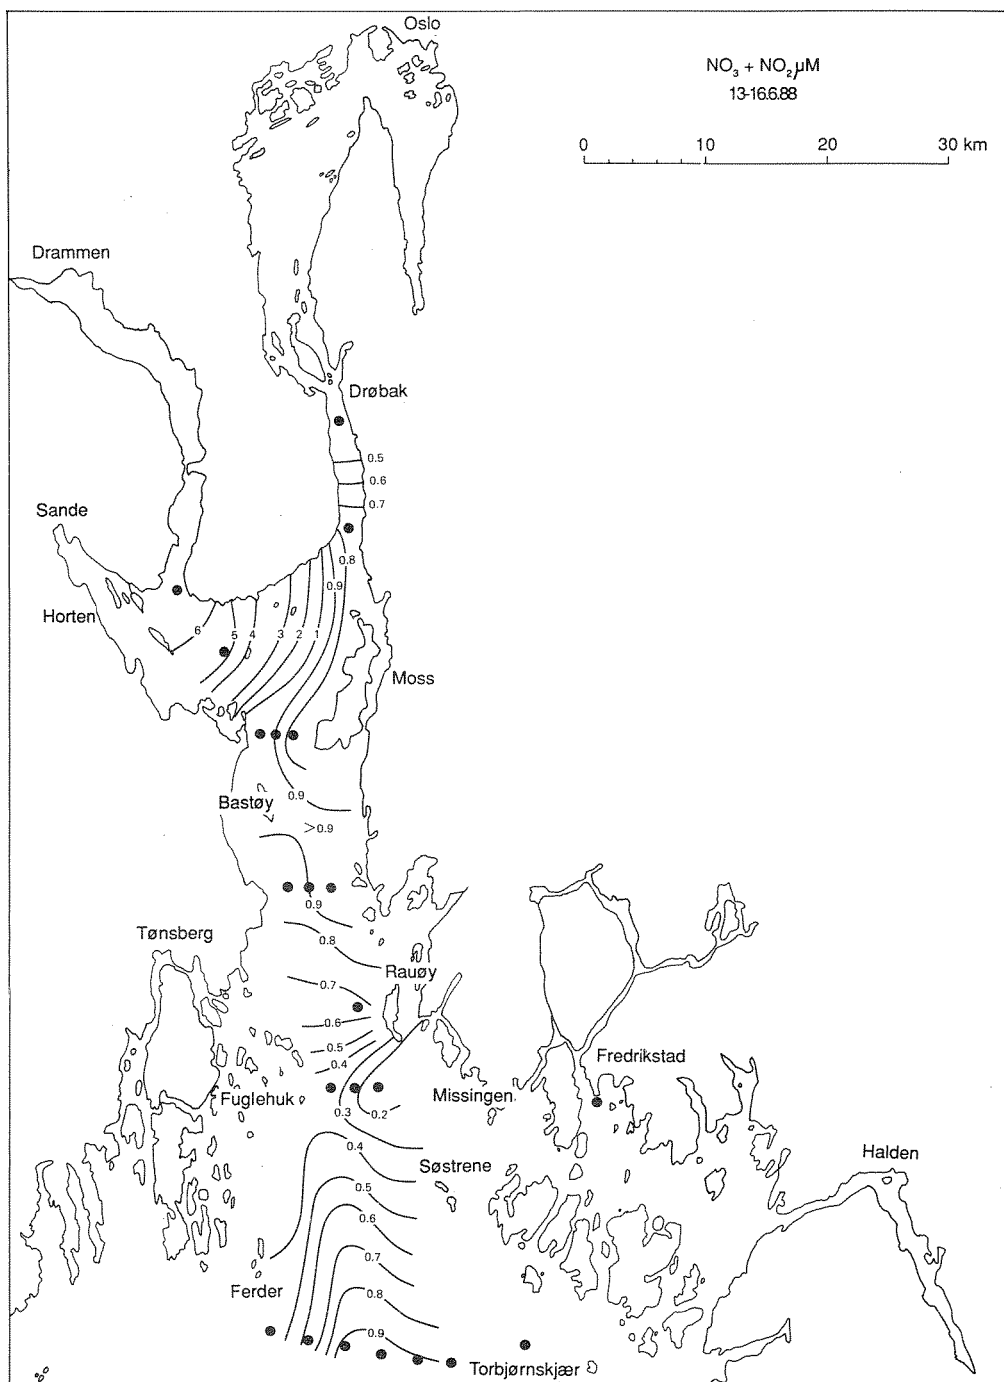 Oslo
NO₃ + NO₂ µM
13-16.6.88
0 10 20 30 km
Drammen
Drøbak
0.5
0.6
0.7
Sande
0.8
0.9
Horten
6 5 4 3 2 1
Moss
0.9
Bastøy
>0.9
0.9
Tønsberg
0.8
Rauøy
0.7
0.6
0.5
0.4
Fredrikstad
Fuglehuk
Missingen
0.3
0.2
0.4
Halden
Søstrene
0.5
0.6
0.7
Ferder
0.8
0.9
Torbjørnskjær